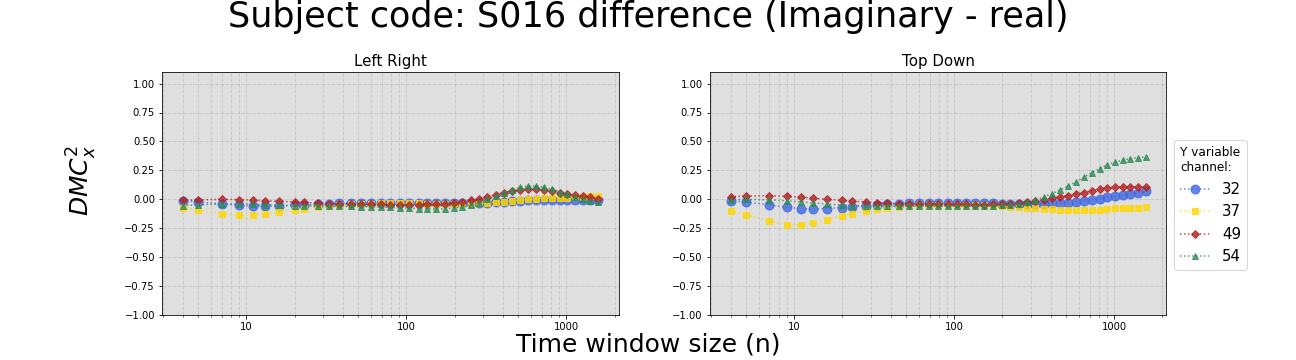 Subject code: S016 difference (Imaginary - real)
Left Right
Top Down
DMC²ₓ
1.00
0.75
0.50
0.25
0.00
−0.25
−0.50
−0.75
−1.00
10 100 1000
1.00
0.75
0.50
0.25
0.00
−0.25
−0.50
−0.75
−1.00
10 100 1000
Y variable
channel:
32
37
49
54
Time window size (n)